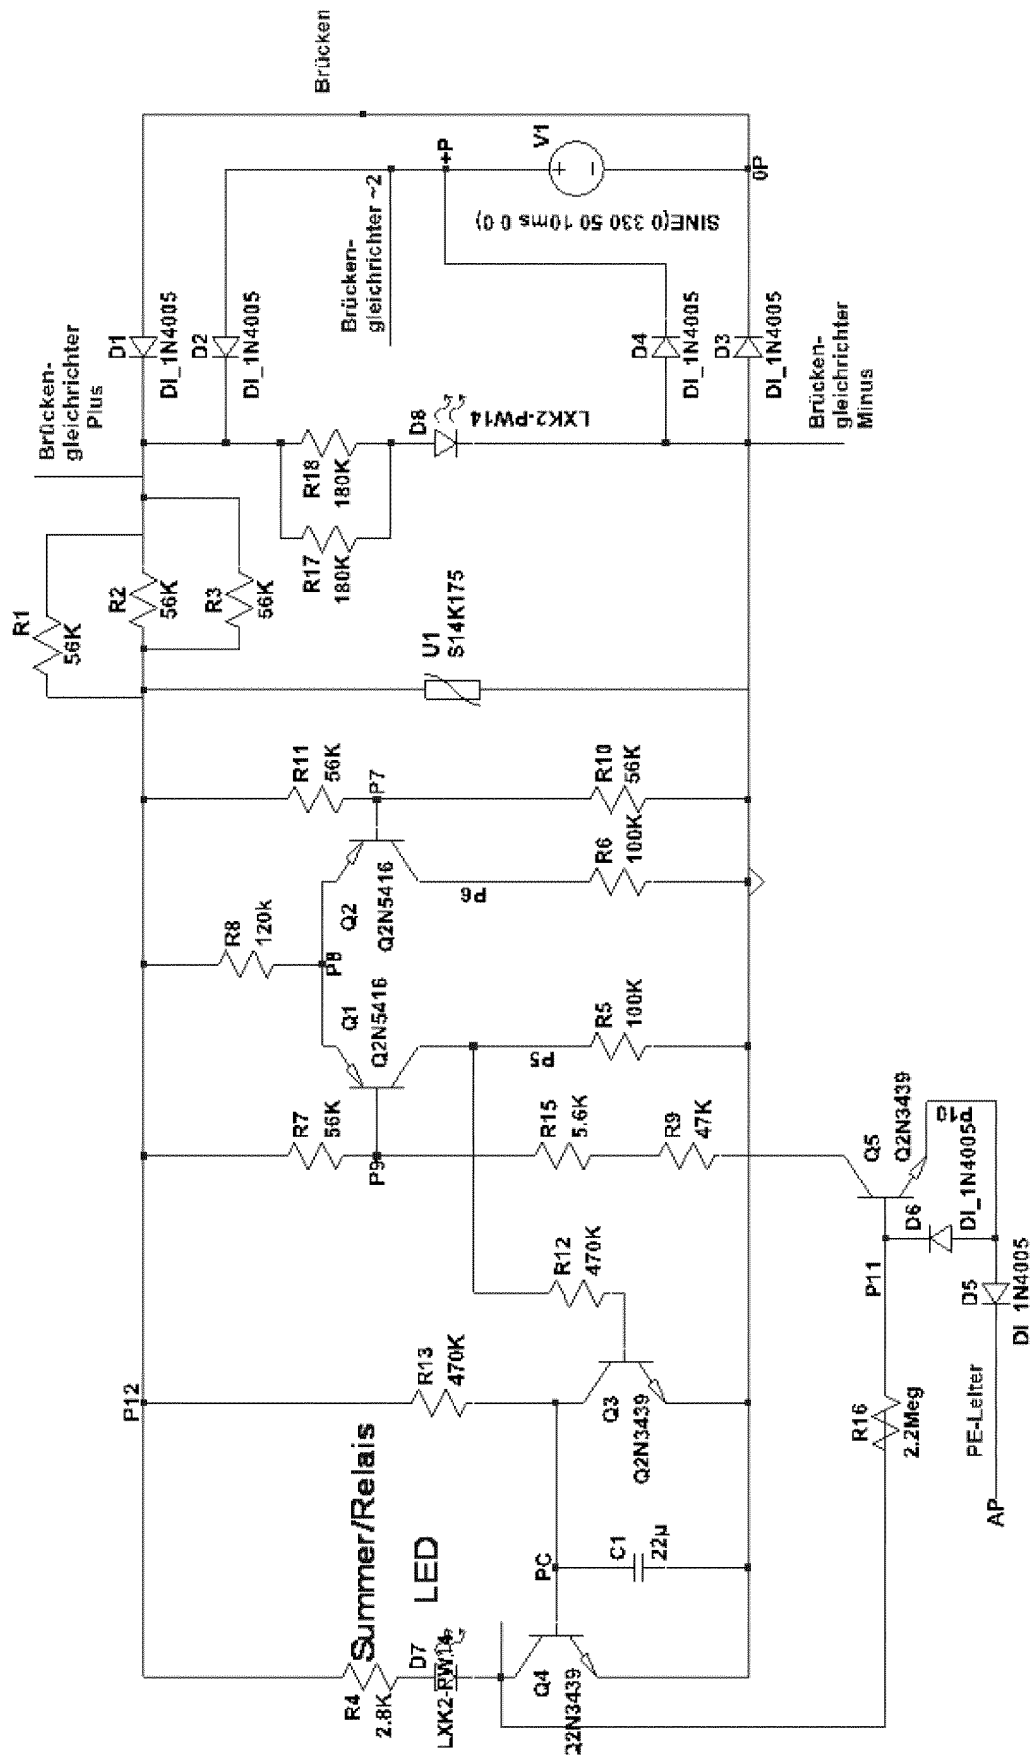 Brücken
Brücken-
gleichrichter
Plus
Brücken-
gleichrichter ~2
+P
V1
SINE(0 330 50 10ms 0 0)
0P
D1
DI_1N4005
D2
DI_1N4005
D4
DI_1N4005
D3
DI_1N4005
Brücken-
gleichrichter
Minus
R1
56K
R2
56K
R3
56K
R18
180K
R17
180K
D8
LXK2-PW14
U1
S14K175
R11
56K
P7
R10
56K
R6
100K
P6
Q2
Q2N5416
R8
120k
P8
Q1
Q2N5416
R5
100K
P5
R7
56K
P9
R15
5.6K
R9
47K
Q5
Q2N3439
P10
D6
DI_1N4005
D5
DI_1N4005
P11
R12
470K
R13
470K
P12
Q3
Q2N3439
R16
2.2Meg
PE-Leiter
AP
Summer/Relais
LED
PC
C1
22µ
R4
2.8K
D7
LXK2-PW14
Q4
Q2N3439